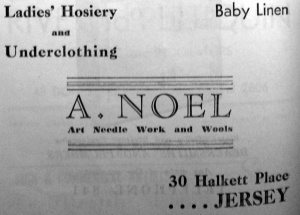 Ladies' Hosiery
and
Underclothing
Baby Linen
A. NOEL
Art Needle Work and Wools
30 Halkett Place
. . . . JERSEY